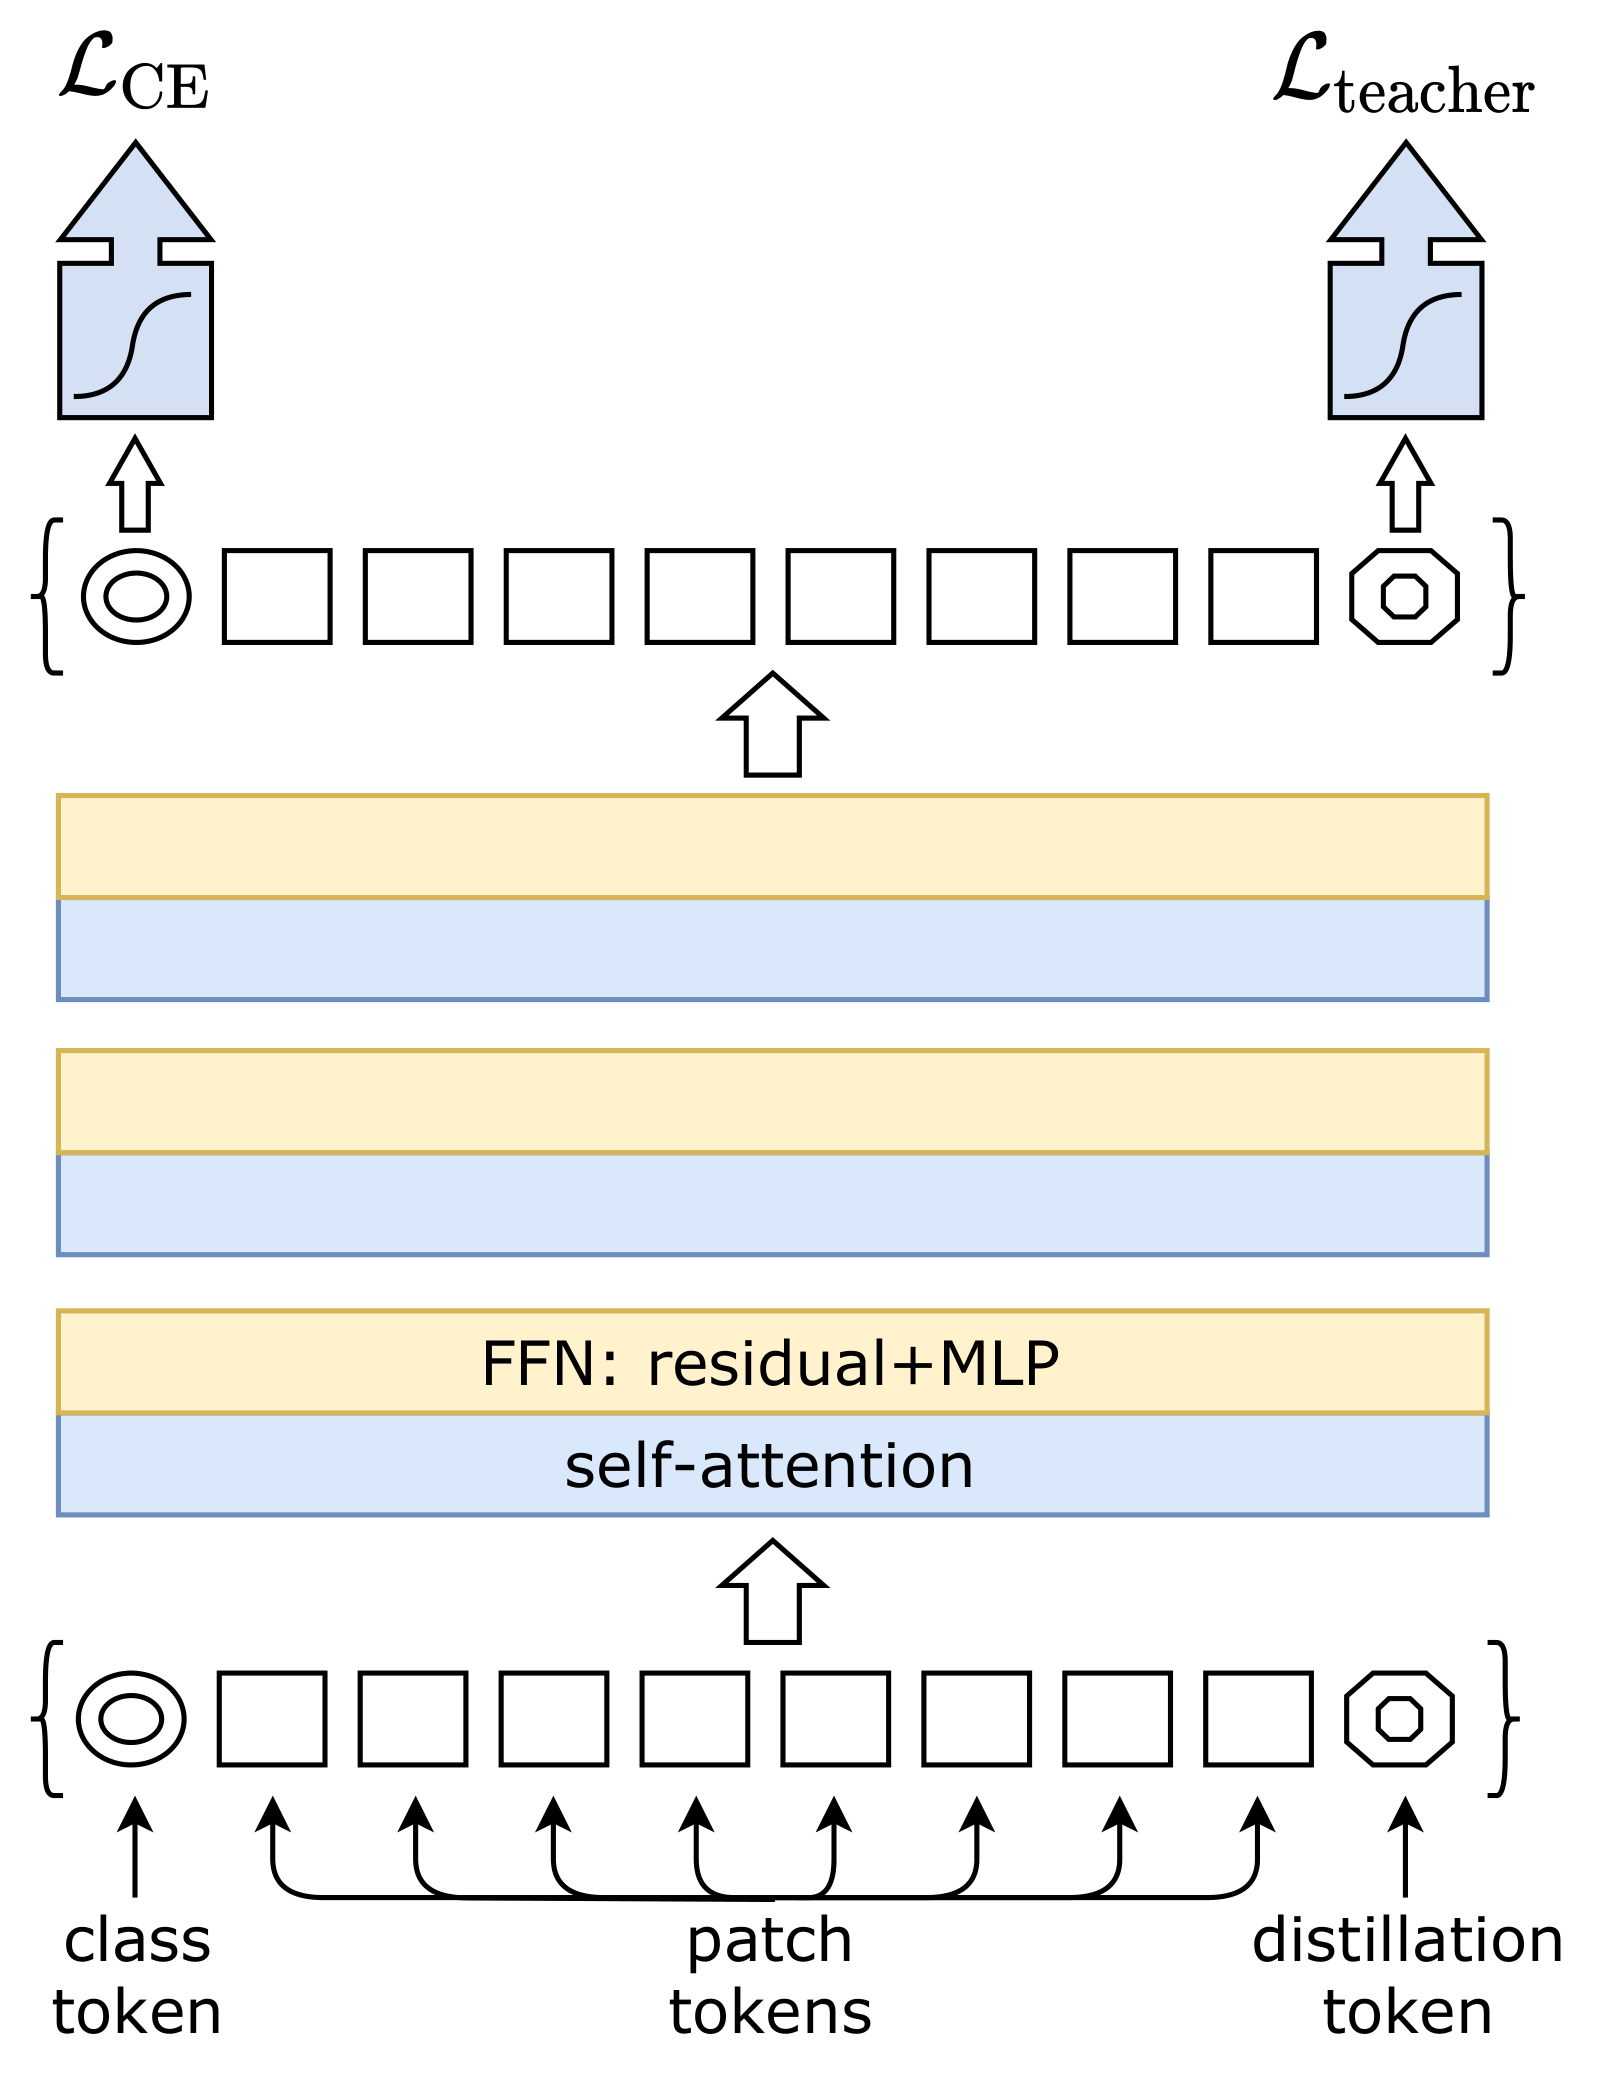 ℒCE
ℒteacher
FFN: residual+MLP
self-attention
class
token
patch
tokens
distillation
token